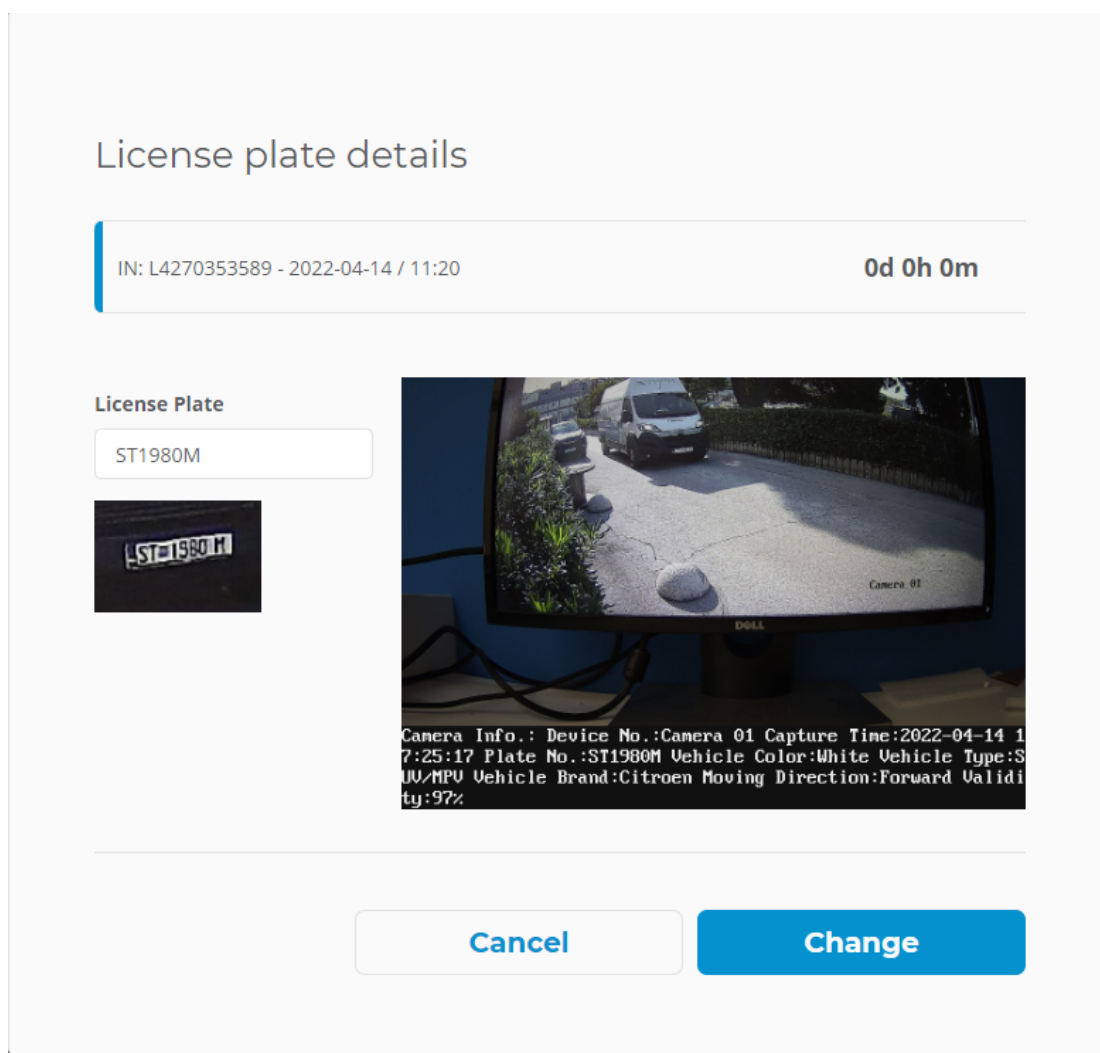 License plate details
IN: L4270353589 - 2022-04-14 / 11:20
0d 0h 0m
License Plate
ST1980M
ST 1980 M
Camera 01
DELL
Camera Info.: Device No.:Camera 01 Capture Time:2022-04-14 1
7:25:17 Plate No.:ST1980M Vehicle Color:White Vehicle Type:S
UV/MPV Vehicle Brand:Citroen Moving Direction:Forward Validi
ty:97%
Cancel
Change